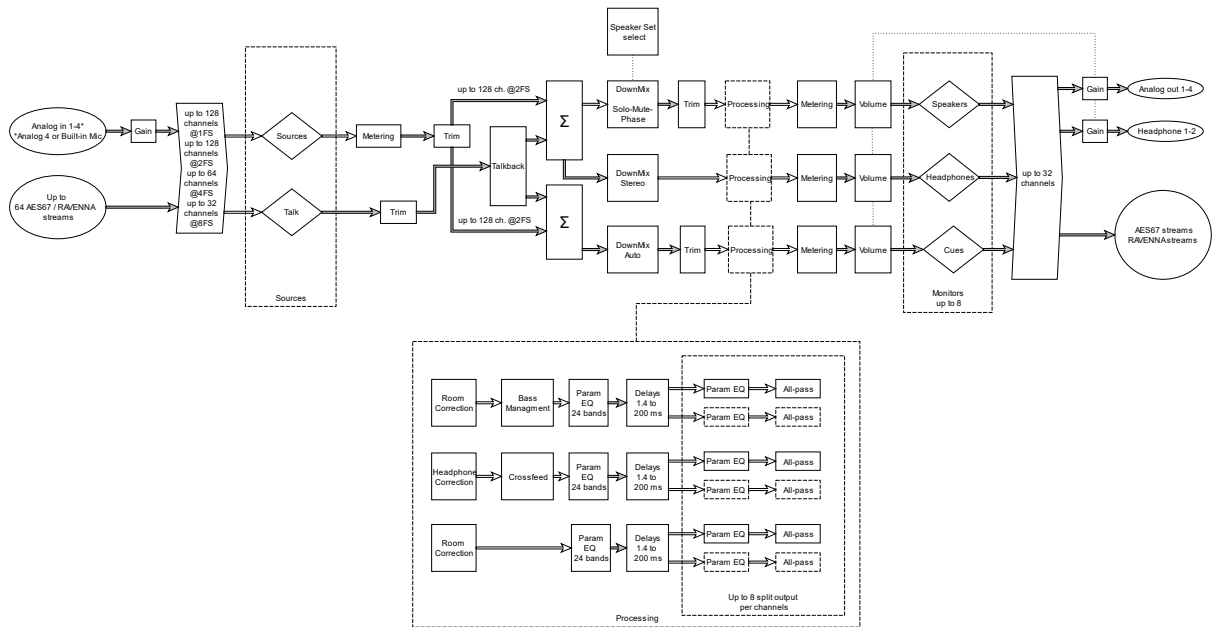 Speaker Set
select
up to 128 ch. @2FS
Analog in 1-4*
*Analog 4 or Built-in Mic
Gain
Up to
64 AES67 / RAVENNA
streams
up to 128
channels
@1FS
up to 128
channels
@2FS
up to 64
channels
@4FS
up to 32
channels
@8FS
Sources
Talk
Sources
Metering
Trim
Trim
Talkback
up to 128 ch. @2FS
Σ
Σ
DownMix
Solo-Mute-
Phase
Trim
Processing
Metering
Volume
Speakers
DownMix
Stereo
Processing
Metering
Volume
Headphones
DownMix
Auto
Trim
Processing
Metering
Volume
Cues
Monitors
up to 8
up to 32
channels
Gain
Analog out 1-4
Gain
Headphone 1-2
AES67 streams
RAVENNA streams
Room
Correction
Bass
Managment
Param
EQ
24 bands
Delays
1.4 to
200 ms
Param EQ
All-pass
Param EQ
All-pass
Headphone
Correction
Crossfeed
Param
EQ
24 bands
Delays
1.4 to
200 ms
Param EQ
All-pass
Param EQ
All-pass
Room
Correction
Param
EQ
24 bands
Delays
1.4 to
200 ms
Param EQ
All-pass
Param EQ
All-pass
Up to 8 split output
per channels
Processing